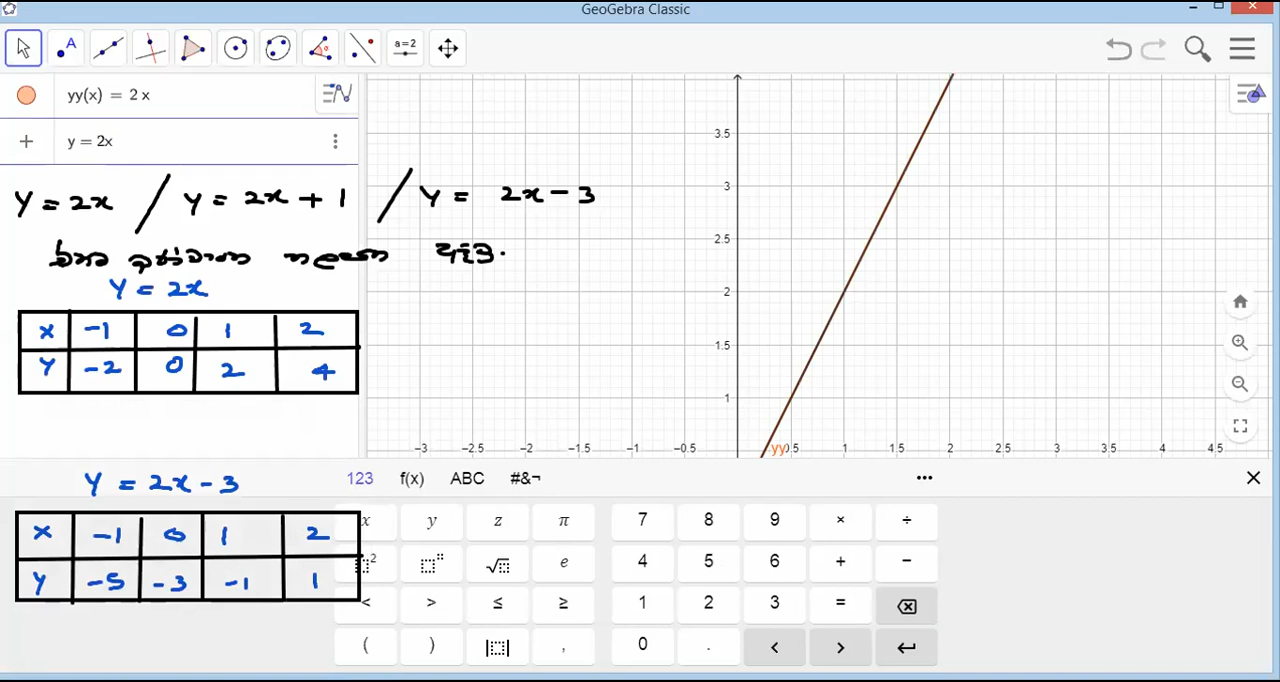 GeoGebra Classic
yy(x) = 2 x
y = 2x
a=2
Y = 2x / Y = 2x + 1 / Y = 2x - 3
Y = 2x
X -1 0 1 2
Y -2 0 2 4
Y = 2x - 3
X -1 0 1 2
Y -5 -3 -1 1
3.5
3
2.5
2
1.5
1
-3 -2.5 -2 -1.5 -1 -0.5 0.5 1 1.5 2 2.5 3 3.5 4 4.5
yy
123 f(x) ABC #&¬
x y z π 7 8 9 × ÷
√ e 4 5 6 + −
< > ≤ ≥ 1 2 3 =
( ) , 0 . < >